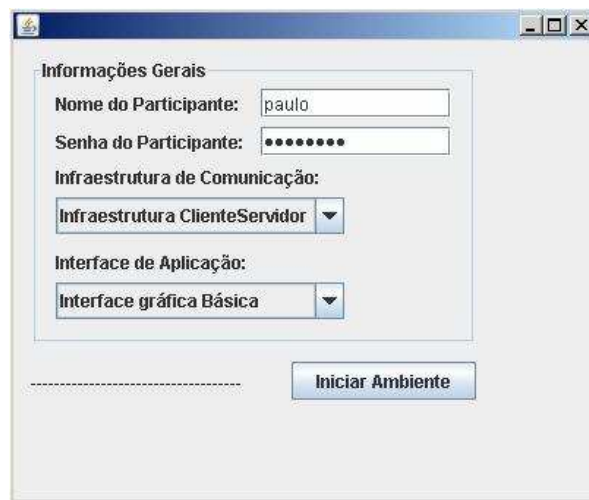 Informações Gerais
Nome do Participante: paulo
Senha do Participante: ••••••••
Infraestrutura de Comunicação:
Infraestrutura ClienteServidor
Interface de Aplicação:
Interface gráfica Básica
----------------------------------- Iniciar Ambiente